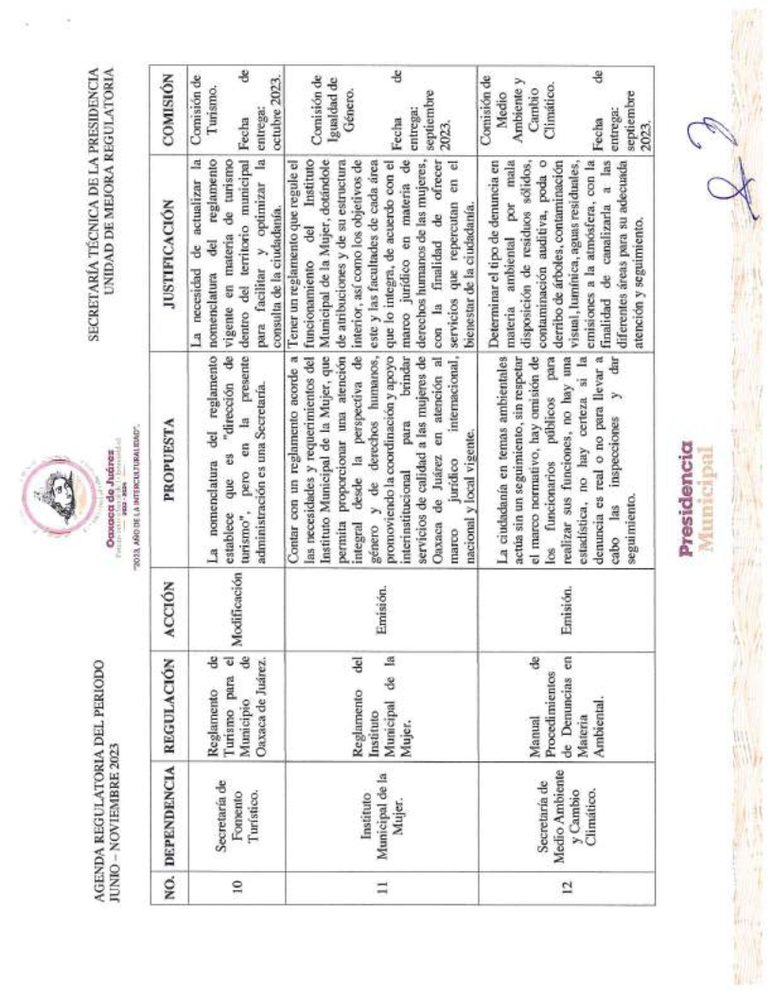 AGENDA REGULATORIA DEL PERIODO
JUNIO – NOVIEMBRE 2023
Oaxaca de Juárez
2022 - 2024
"2023, AÑO DE LA INTERCULTURALIDAD".
SECRETARÍA TÉCNICA DE LA PRESIDENCIA
UNIDAD DE MEJORA REGULATORIA
NO. DEPENDENCIA REGULACIÓN ACCIÓN PROPUESTA JUSTIFICACIÓN COMISIÓN
10
Secretaría de
Fomento
Turístico.
Reglamento de
Turismo para el
Municipio de
Oaxaca de Juárez.
Modificación
La nomenclatura del reglamento
establece que es "dirección de
turismo", pero en la presente
administración es una Secretaría.
La necesidad de actualizar la
nomenclatura del reglamento
vigente en materia de turismo
dentro del territorio municipal
para facilitar y optimizar la
consulta de la ciudadanía.
Comisión de
Turismo.
Fecha de
entrega:
octubre 2023.
11
Instituto
Municipal de la
Mujer.
Reglamento del
Instituto
Municipal de la
Mujer.
Emisión.
Contar con un reglamento acorde a
las necesidades y requerimientos del
Instituto Municipal de la Mujer, que
permita proporcionar una atención
integral desde la perspectiva de
género y de derechos humanos,
promoviendo la coordinación y apoyo
interinstitucional para brindar
servicios de calidad a las mujeres de
Oaxaca de Juárez en atención al
marco jurídico internacional,
nacional y local vigente.
Tener un reglamento que regule el
funcionamiento del Instituto
Municipal de la Mujer, dotándole
de atribuciones y de su estructura
interior, así como los objetivos de
este y las facultades de cada área
que lo integra, de acuerdo con el
marco jurídico en materia de
derechos humanos de las mujeres,
con la finalidad de ofrecer
servicios que repercutan en el
bienestar de la ciudadanía.
Comisión de
Igualdad de
Género.
Fecha de
entrega:
septiembre
2023.
12
Secretaría de
Medio Ambiente
y Cambio
Climático.
Manual de
Procedimientos
de Denuncias en
Materia
Ambiental.
Emisión.
La ciudadanía en temas ambientales
actúa sin un seguimiento, sin respetar
el marco normativo, hay omisión de
los funcionarios públicos para
realizar sus funciones, no hay una
estadística, no hay certeza si la
denuncia es real o no para llevar a
cabo las inspecciones y dar
seguimiento.
Determinar el tipo de denuncia en
materia ambiental por mala
disposición de residuos sólidos,
contaminación auditiva, poda o
derribo de árboles, contaminación
visual, lumínica, aguas residuales,
emisiones a la atmósfera, con la
finalidad de canalizarla a las
diferentes áreas para su adecuada
atención y seguimiento.
Comisión de
Medio
Ambiente y
Cambio
Climático.
Fecha de
entrega:
septiembre
2023.
Presidencia
Municipal